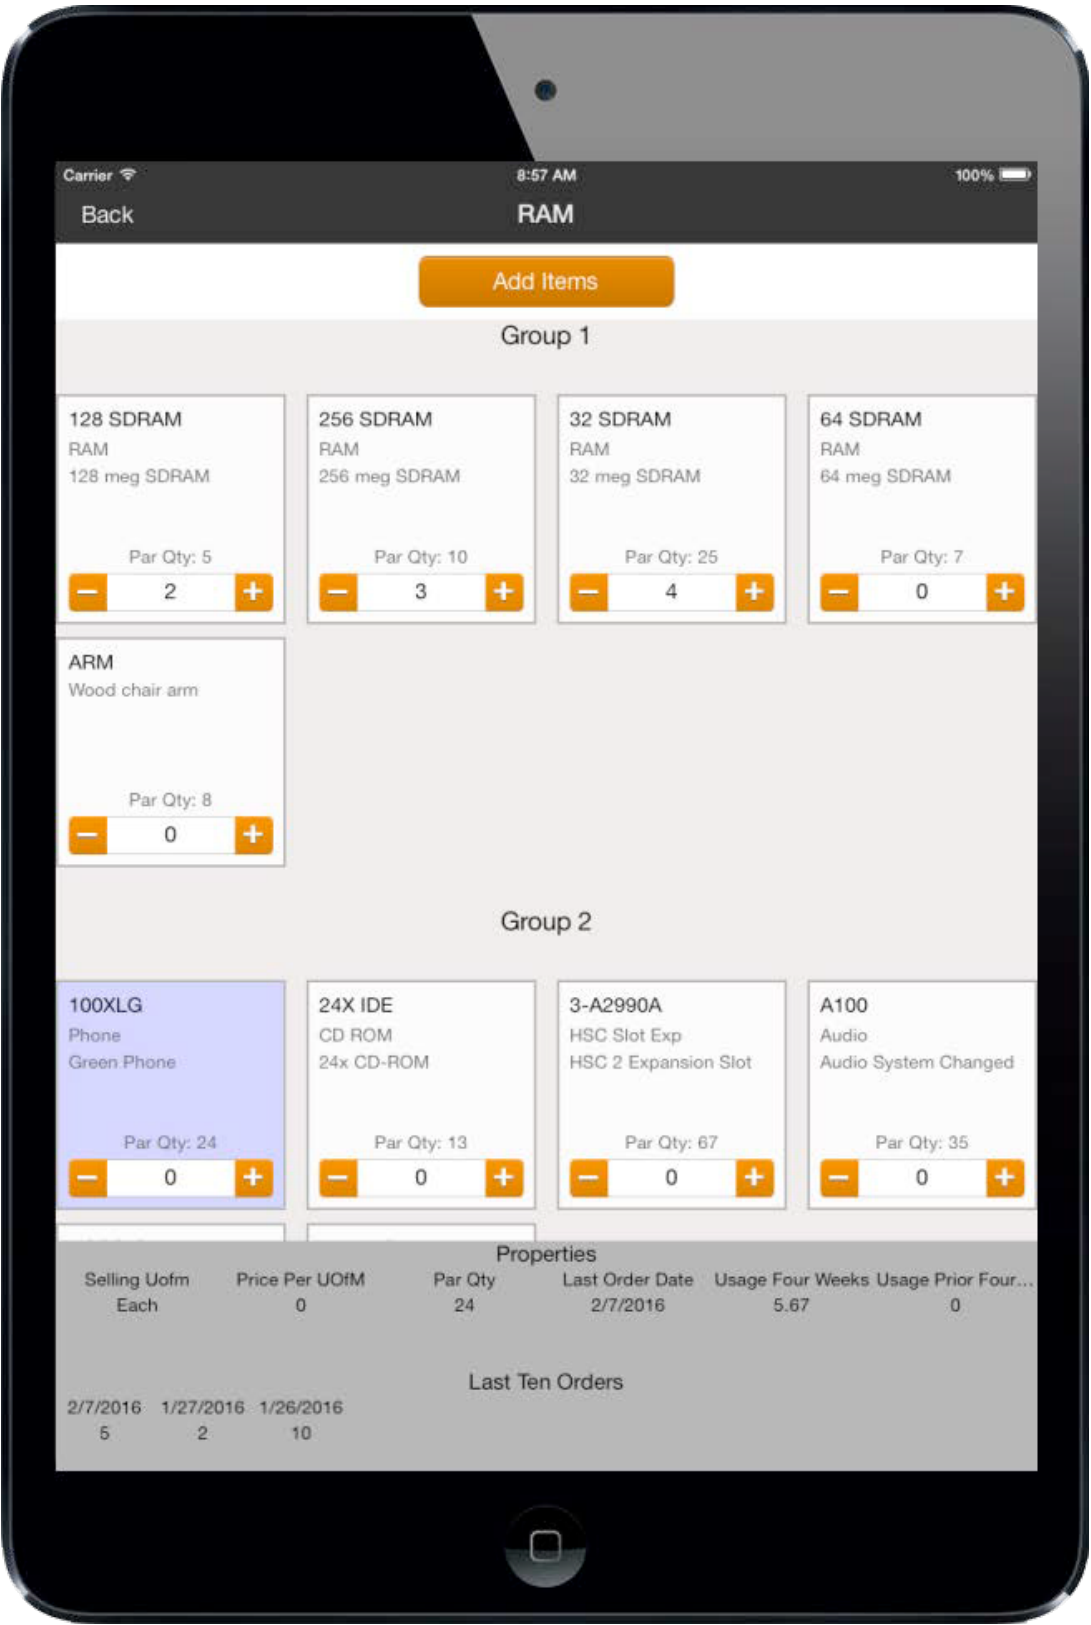 Carrier 8:57 AM 100%
Back RAM
Add Items
Group 1
128 SDRAM 256 SDRAM 32 SDRAM 64 SDRAM
RAM RAM RAM RAM
128 meg SDRAM 256 meg SDRAM 32 meg SDRAM 64 meg SDRAM
Par Qty: 5 Par Qty: 10 Par Qty: 25 Par Qty: 7
− 2 + − 3 + − 4 + − 0 +
ARM
Wood chair arm
Par Qty: 8
− 0 +
Group 2
100XLG 24X IDE 3-A2990A A100
Phone CD ROM HSC Slot Exp Audio
Green Phone 24x CD-ROM HSC 2 Expansion Slot Audio System Changed
Par Qty: 24 Par Qty: 13 Par Qty: 67 Par Qty: 35
− 0 + − 0 + − 0 + − 0 +
Properties
Selling Uofm Price Per UOfM Par Qty Last Order Date Usage Four Weeks Usage Prior Four...
Each 0 24 2/7/2016 5.67 0
Last Ten Orders
2/7/2016 1/27/2016 1/26/2016
5 2 10